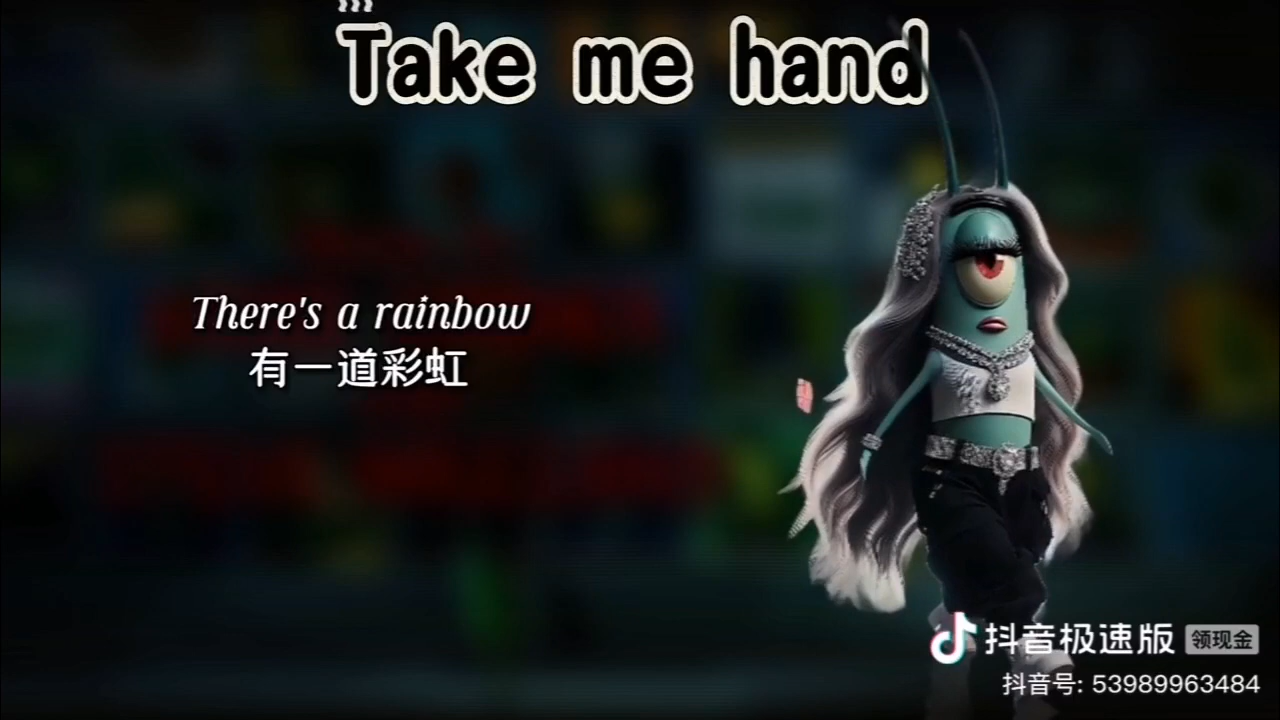 Take me hand
There's a rainbow
有一道彩虹
抖音极速版 领现金
抖音号: 53989963484